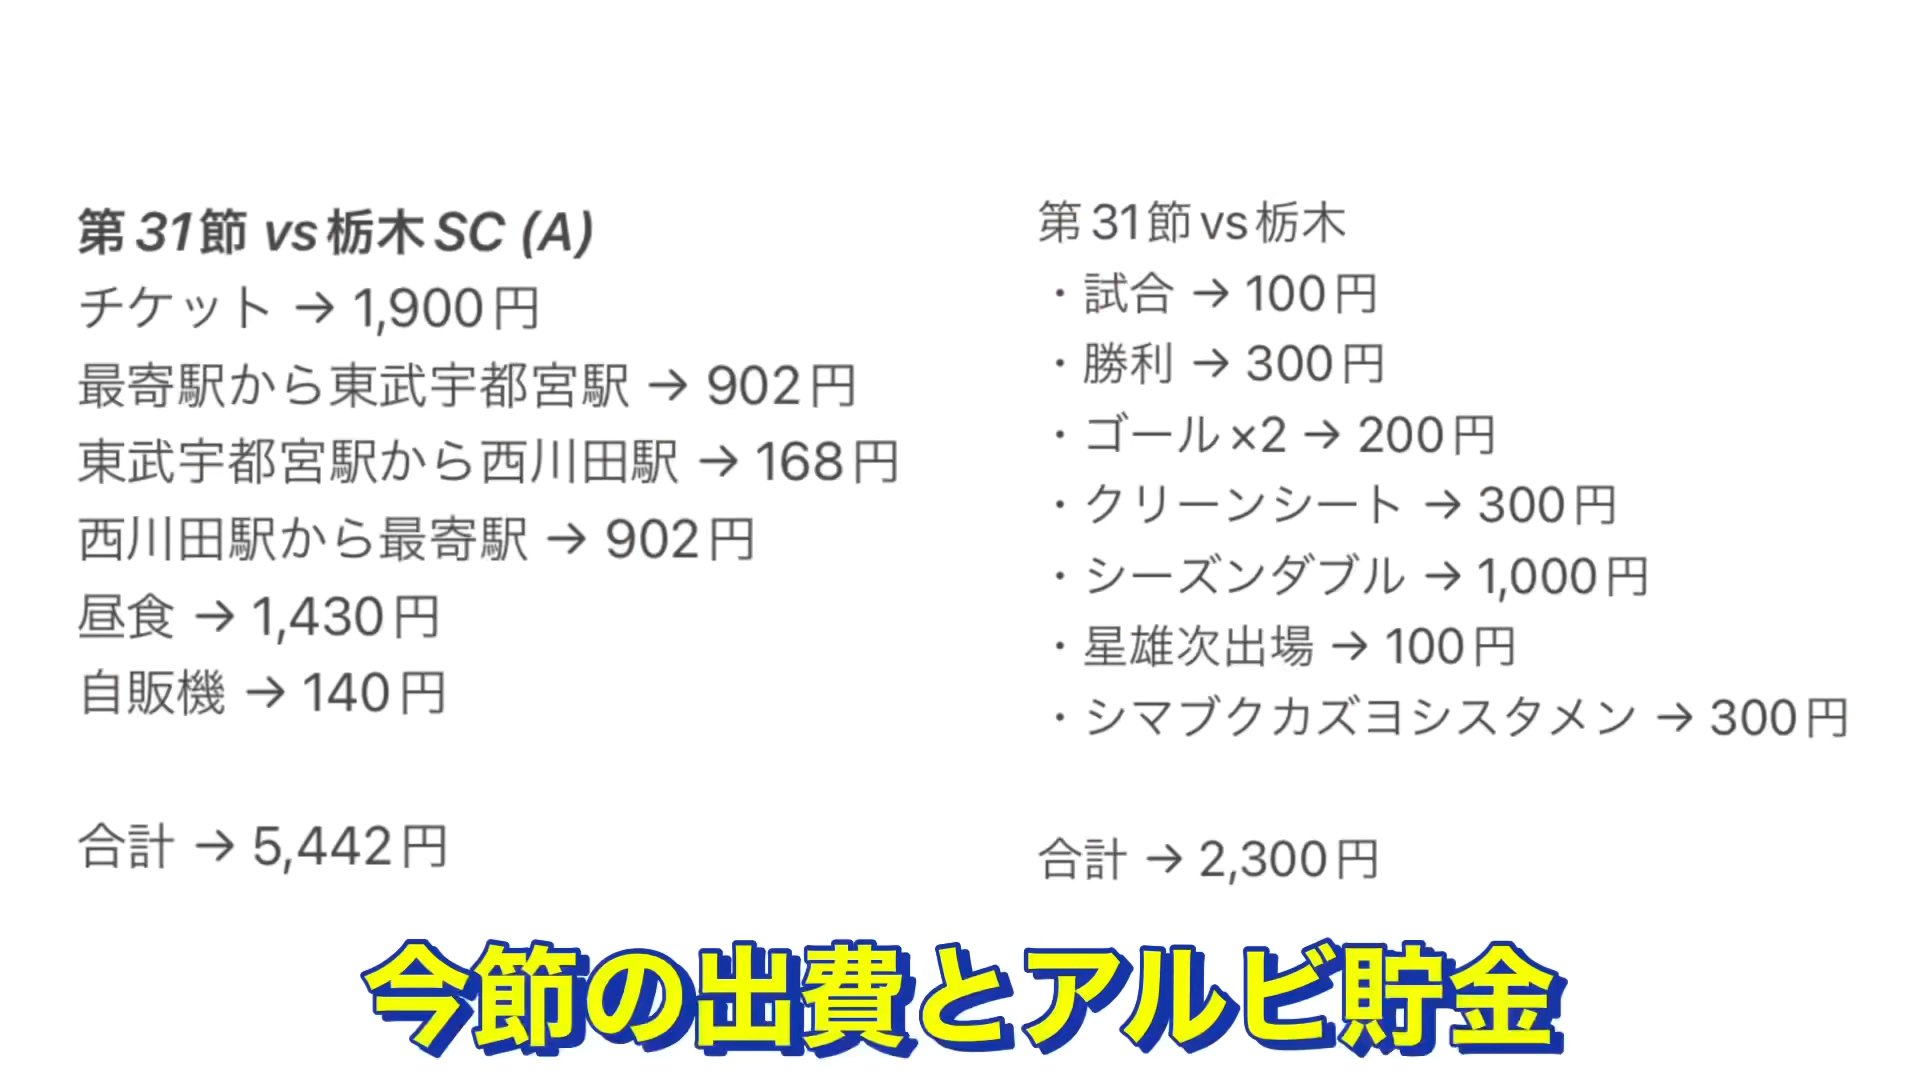 第31節 vs栃木SC (A)
チケット → 1,900円
最寄駅から東武宇都宮駅 → 902円
東武宇都宮駅から西川田駅 → 168円
西川田駅から最寄駅 → 902円
昼食 → 1,430円
自販機 → 140円
合計 → 5,442円
第31節vs栃木
・試合 → 100円
・勝利 → 300円
・ゴール×2 → 200円
・クリーンシート → 300円
・シーズンダブル → 1,000円
・星雄次出場 → 100円
・シマブクカズヨシスタメン → 300円
合計 → 2,300円
今節の出費とアルビ貯金